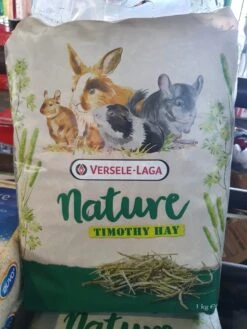 VERSELE-LAGA
Nature
TIMOTHY HAY
1 kg e